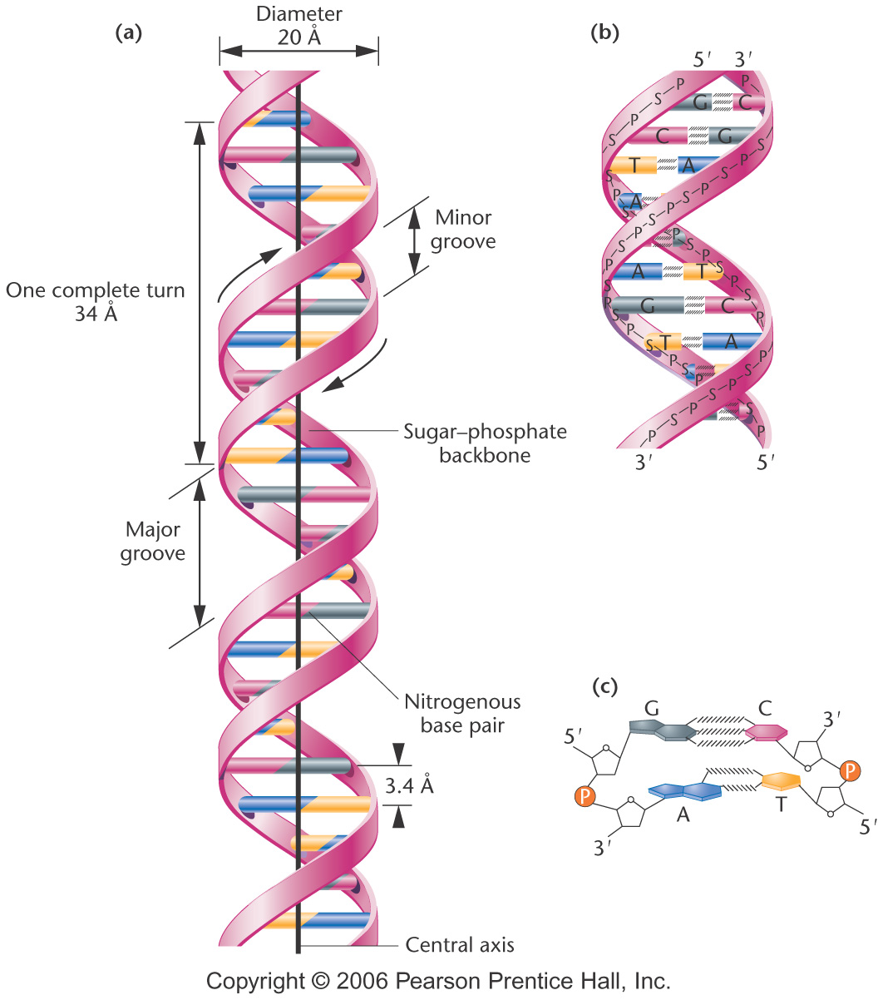 (a)
Diameter
20 Å
One complete turn
34 Å
Minor
groove
Sugar–phosphate
backbone
Major
groove
Nitrogenous
base pair
3.4 Å
Central axis
(b)
5′ 3′
P
S
P
S
P
G C
C G
T A
S
P
S
A
P S P S P S P S P S
P S P S P S P S P
A T
S
P
S
P
G C
S
P
S
P
T A
P S P S P S P S P
S
P
3′ 5′
(c)
G C
5′ 3′
P P
A T
3′ 5′
Copyright © 2006 Pearson Prentice Hall, Inc.